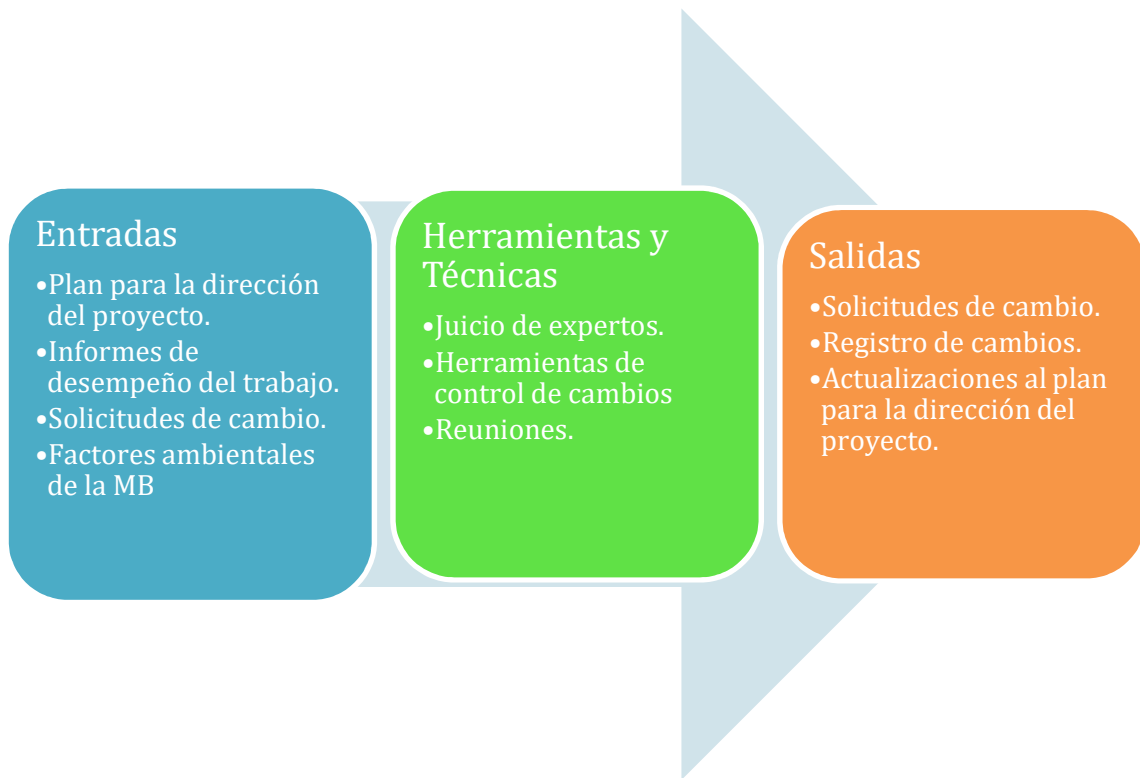 Entradas
•Plan para la dirección
del proyecto.
•Informes de
desempeño del trabajo.
•Solicitudes de cambio.
•Factores ambientales
de la MB
Herramientas y
Técnicas
•Juicio de expertos.
•Herramientas de
control de cambios
•Reuniones.
Salidas
•Solicitudes de cambio.
•Registro de cambios.
•Actualizaciones al plan
para la dirección del
proyecto.